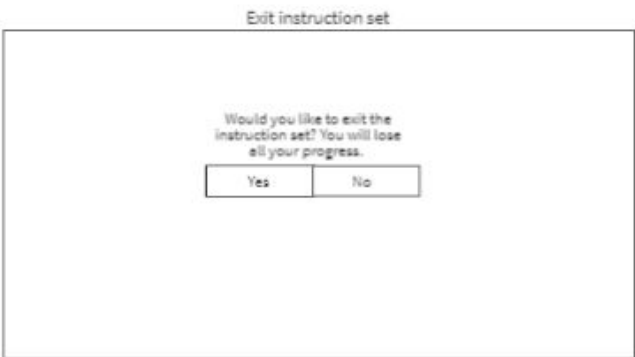 Exit instruction set
Would you like to exit the
instruction set? You will lose
all your progress.
Yes
No